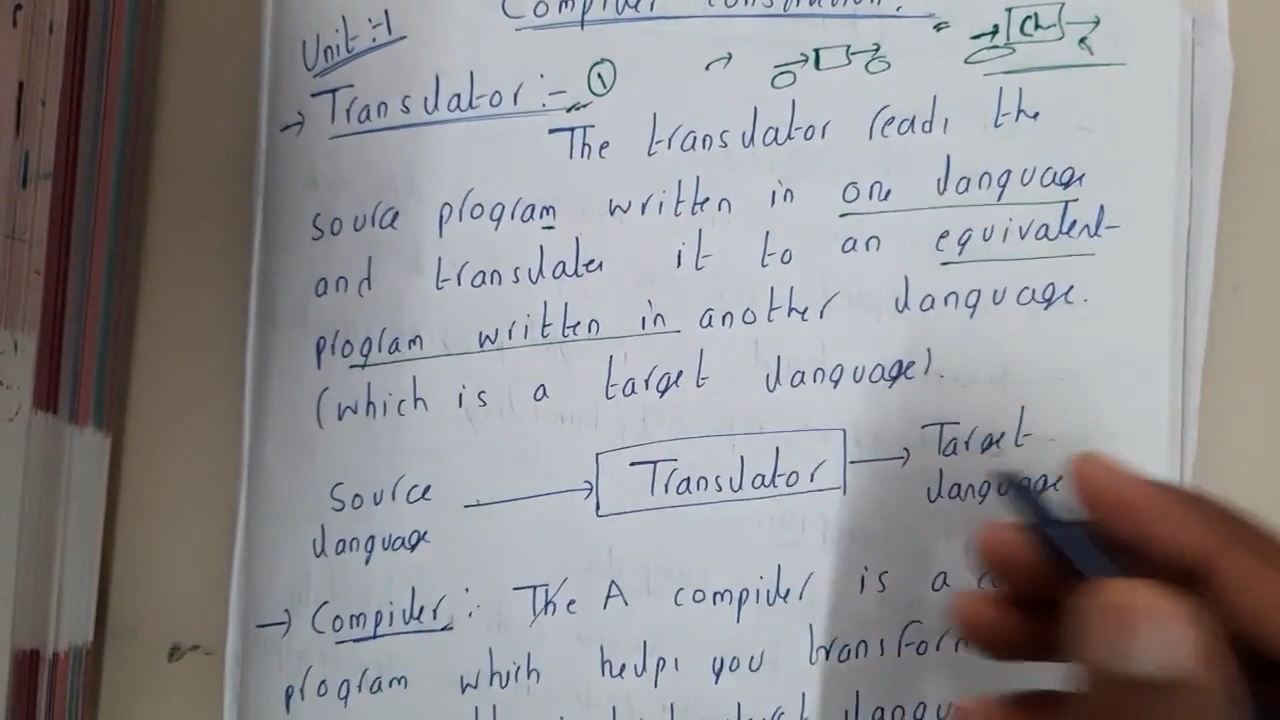 Compiler construction.
Unit :- 1
→ Translator :- ①
The translator reads the
source program written in one language
and translates it to an equivalent
program written in another language.
(which is a target language).
Source language → Translator → Target language
→ Compiler : The A compiler is a
program which helps you transform